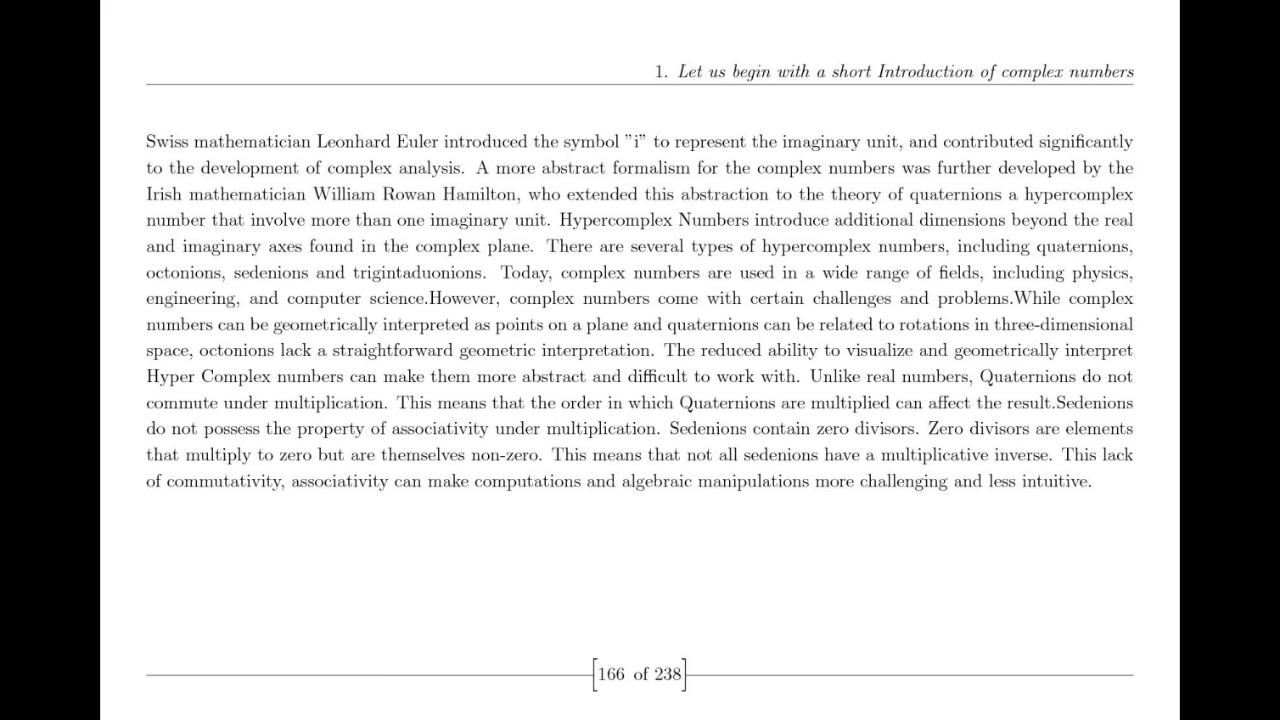 1. Let us begin with a short Introduction of complex numbers
Swiss mathematician Leonhard Euler introduced the symbol ”i” to represent the imaginary unit, and contributed significantly
to the development of complex analysis. A more abstract formalism for the complex numbers was further developed by the
Irish mathematician William Rowan Hamilton, who extended this abstraction to the theory of quaternions a hypercomplex
number that involve more than one imaginary unit. Hypercomplex Numbers introduce additional dimensions beyond the real
and imaginary axes found in the complex plane. There are several types of hypercomplex numbers, including quaternions,
octonions, sedenions and trigintaduonions. Today, complex numbers are used in a wide range of fields, including physics,
engineering, and computer science.However, complex numbers come with certain challenges and problems.While complex
numbers can be geometrically interpreted as points on a plane and quaternions can be related to rotations in three-dimensional
space, octonions lack a straightforward geometric interpretation. The reduced ability to visualize and geometrically interpret
Hyper Complex numbers can make them more abstract and difficult to work with. Unlike real numbers, Quaternions do not
commute under multiplication. This means that the order in which Quaternions are multiplied can affect the result.Sedenions
do not possess the property of associativity under multiplication. Sedenions contain zero divisors. Zero divisors are elements
that multiply to zero but are themselves non-zero. This means that not all sedenions have a multiplicative inverse. This lack
of commutativity, associativity can make computations and algebraic manipulations more challenging and less intuitive.
[166 of 238]